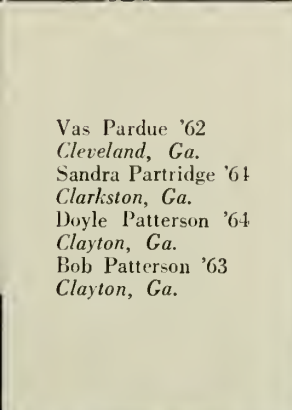 Vas Pardue '62
Cleveland, Ga.
Sandra Partridge '64
Clarkston, Ga.
Doyle Patterson '64
Clayton, Ga.
Bob Patterson '63
Clayton, Ga.